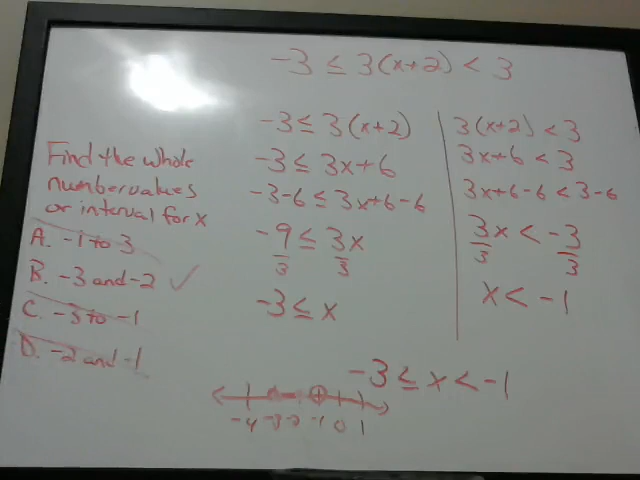 -3 ≤ 3(x+2) < 3
Find the whole
number values
or interval for x
A. -1 to 3
B. -3 and -2 ✓
C. -3 to -1
D. -2 and -1
-3 ≤ 3(x+2)
-3 ≤ 3x+6
-3-6 ≤ 3x+6-6
-9/3 ≤ 3x/3
-3 ≤ x
3(x+2) < 3
3x+6 < 3
3x+6-6 < 3-6
3x/3 < -3/3
x < -1
-3 ≤ x < -1
-4 -3 -2 -1 0 1